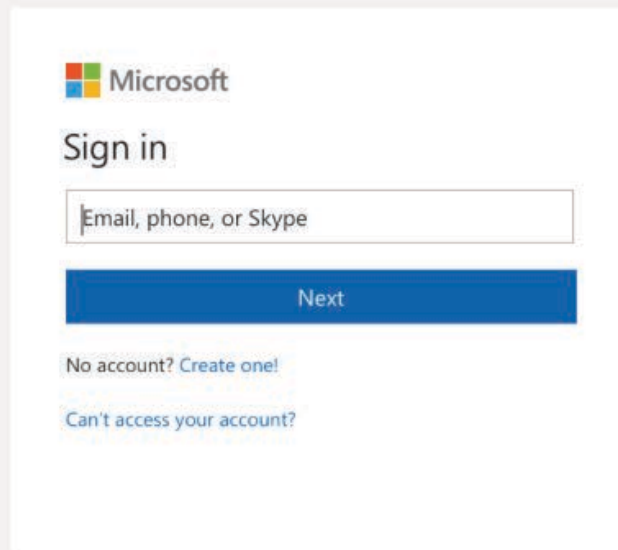 Microsoft
Sign in
Email, phone, or Skype
Next
No account? Create one!
Can't access your account?